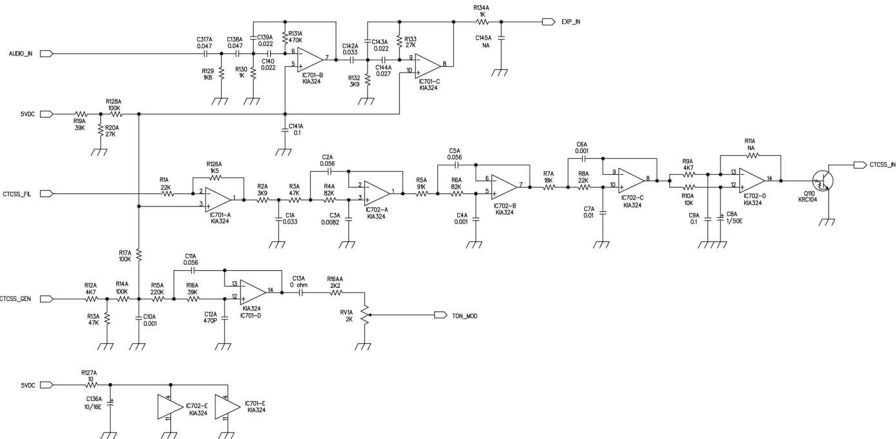 AUDIO_IN
C317A
0.047
C138A
0.047
C139A
0.022
R131A
470K
C140
0.022
R129
1K8
R130
1K
6
5
7
IC701-B
KIA324
C142A
0.033
C143A
0.022
R133
27K
C144A
0.027
R132
3K9
9
10
8
IC701-C
KIA324
R134A
1K
EXP_IN
C145A
NA
5VDC
R19A
39K
R20A
27K
R128A
100K
C141A
0.1
CTCSS_FIL
R1A
22K
R126A
1K5
2
3
1
IC701-A
KIA324
R2A
3K9
C1A
0.033
R3A
47K
C2A
0.056
R4A
82K
C3A
0.0082
2
3
1
IC702-A
KIA324
R5A
91K
C5A
0.056
R6A
82K
C4A
0.001
6
5
7
IC702-B
KIA324
R7A
18K
C6A
0.001
R8A
22K
C7A
0.01
9
10
8
IC702-C
KIA324
R9A
4K7
R10A
10K
R11A
NA
C9A
0.1
C8A
1/50E
13
12
14
IC702-D
KIA324
Q110
KRC104
CTCSS_IN
R17A
100K
CTCSS_GEN
R12A
4K7
R13A
47K
R14A
100K
C10A
0.001
R15A
220K
C11A
0.056
R16A
39K
C12A
470P
13
12
14
KIA324
IC701-D
C13A
0 ohm
R16AA
2K2
RV1A
2K
TON_MOD
5VDC
R127A
10
C136A
10/16E
4
11
IC702-E
KIA324
4
11
IC701-E
KIA324